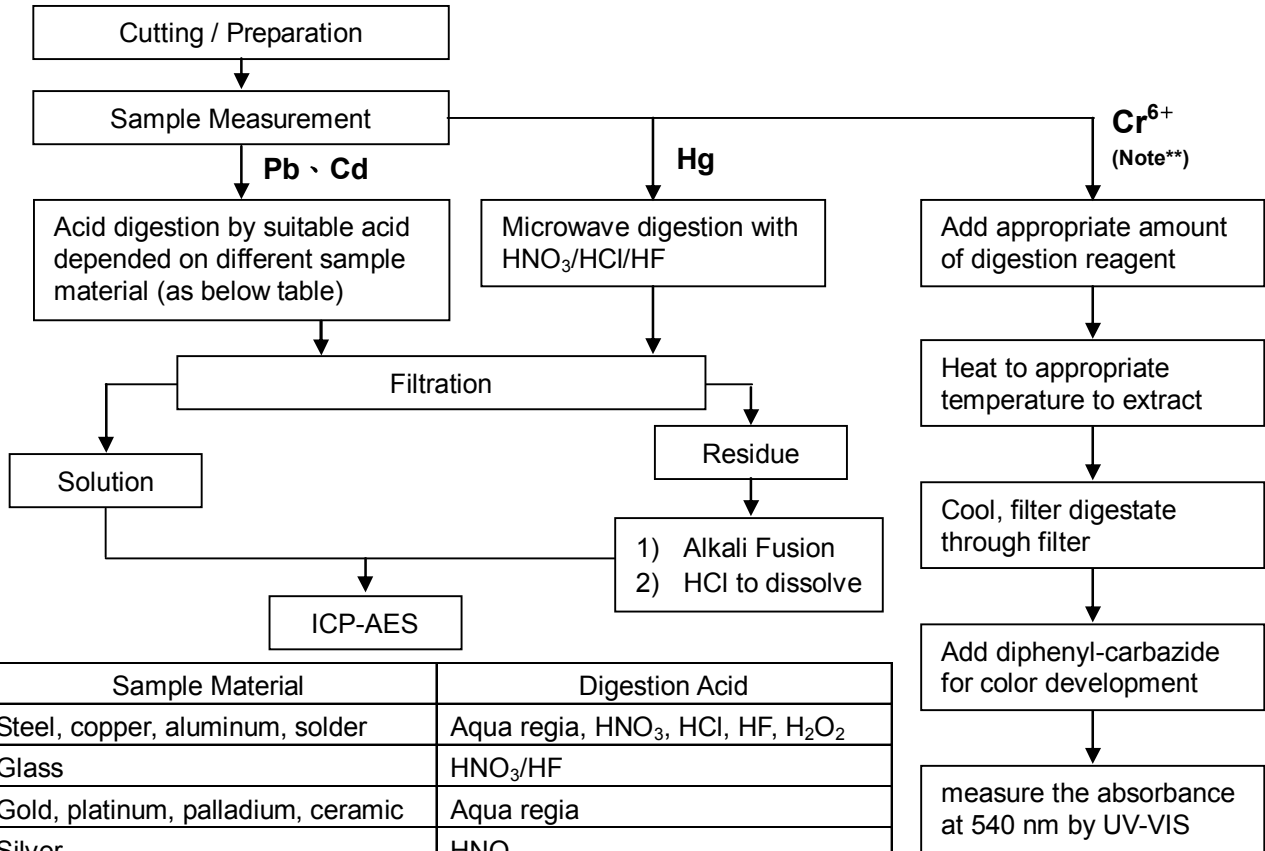 Cutting / Preparation
Sample Measurement
Pb、Cd
Hg
Cr⁶⁺
(Note**)
Acid digestion by suitable acid
depended on different sample
material (as below table)
Microwave digestion with
HNO₃/HCl/HF
Add appropriate amount
of digestion reagent
Filtration
Heat to appropriate
temperature to extract
Solution
Residue
1) Alkali Fusion
2) HCl to dissolve
Cool, filter digestate
through filter
ICP-AES
Add diphenyl-carbazide
for color development
Sample Material Digestion Acid
Steel, copper, aluminum, solder Aqua regia, HNO₃, HCl, HF, H₂O₂
Glass HNO₃/HF
Gold, platinum, palladium, ceramic Aqua regia
Silver HNO
measure the absorbance
at 540 nm by UV-VIS